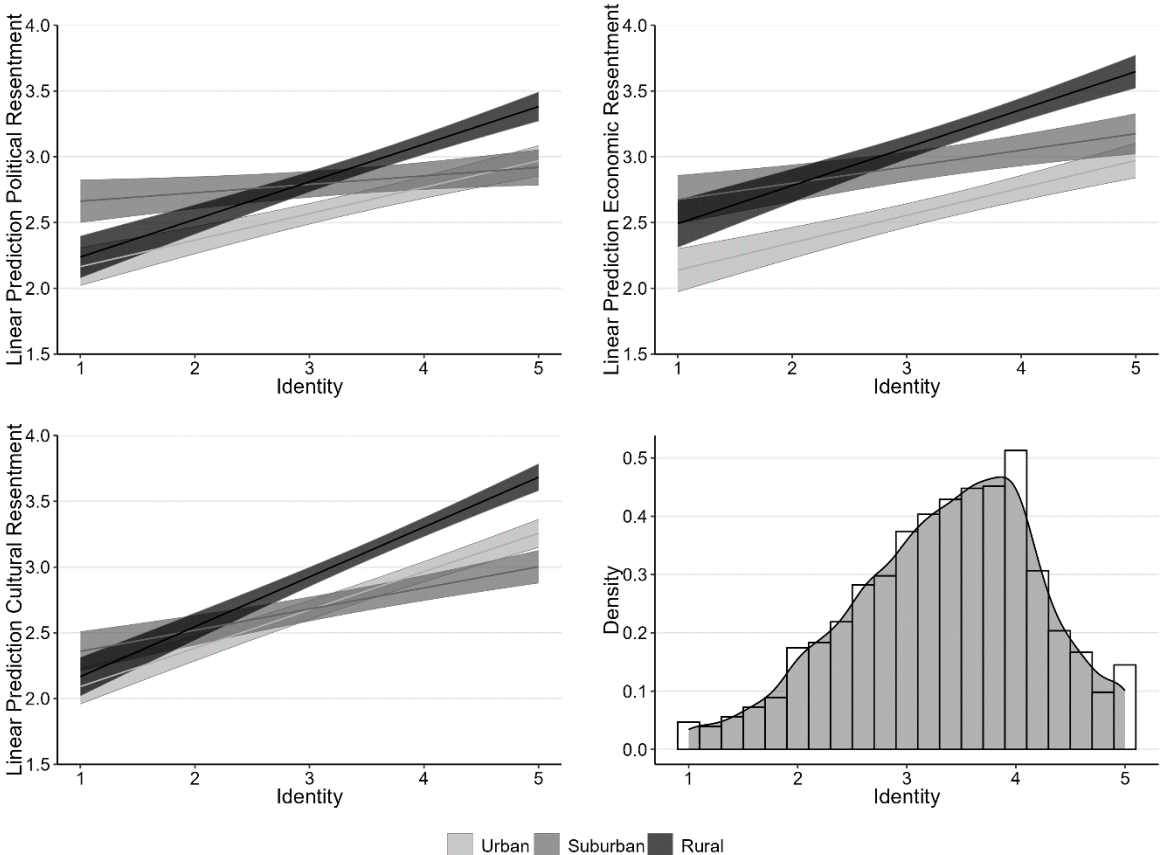 Linear Prediction Political Resentment
4.0
3.5
3.0
2.5
2.0
1.5
1 2 3 4 5
Identity
Linear Prediction Economic Resentment
4.0
3.5
3.0
2.5
2.0
1.5
1 2 3 4 5
Identity
Linear Prediction Cultural Resentment
4.0
3.5
3.0
2.5
2.0
1.5
1 2 3 4 5
Identity
Density
0.5
0.4
0.3
0.2
0.1
0.0
1 2 3 4 5
Identity
Urban Suburban Rural